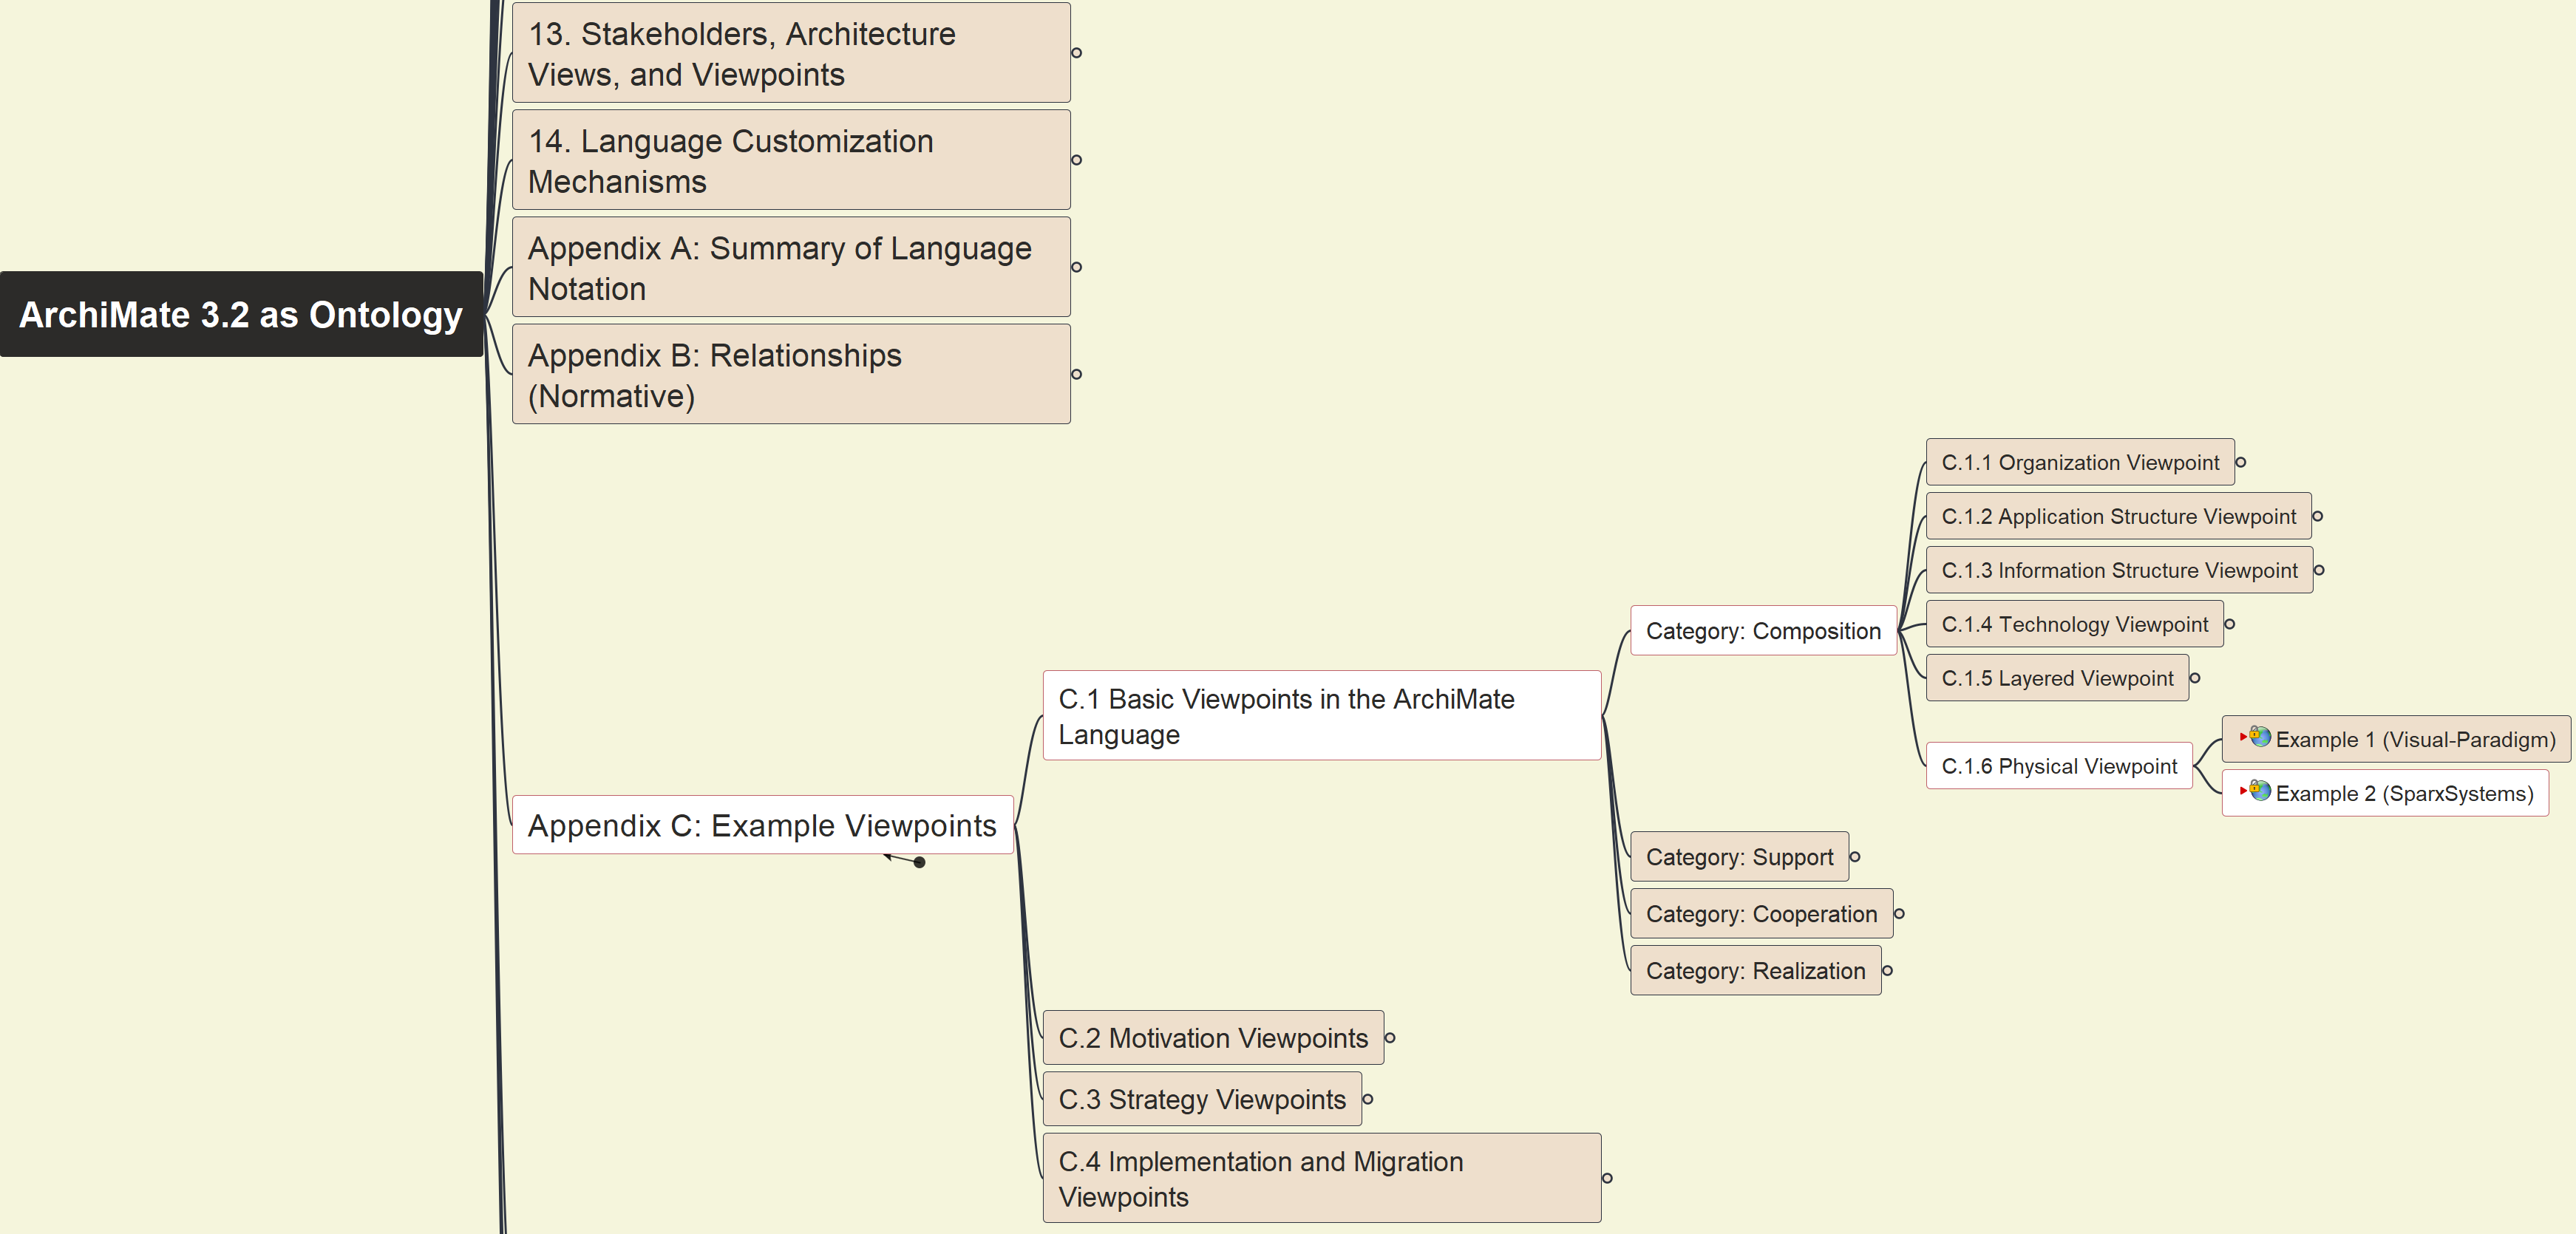 13. Stakeholders, Architecture
Views, and Viewpoints
14. Language Customization
Mechanisms
Appendix A: Summary of Language
Notation
ArchiMate 3.2 as Ontology
Appendix B: Relationships
(Normative)
C.1.1 Organization Viewpoint
C.1.2 Application Structure Viewpoint
C.1.3 Information Structure Viewpoint
C.1.4 Technology Viewpoint
Category: Composition
C.1.5 Layered Viewpoint
C.1 Basic Viewpoints in the ArchiMate
Language
C.1.6 Physical Viewpoint
Example 1 (Visual-Paradigm)
Example 2 (SparxSystems)
Appendix C: Example Viewpoints
Category: Support
Category: Cooperation
Category: Realization
C.2 Motivation Viewpoints
C.3 Strategy Viewpoints
C.4 Implementation and Migration
Viewpoints